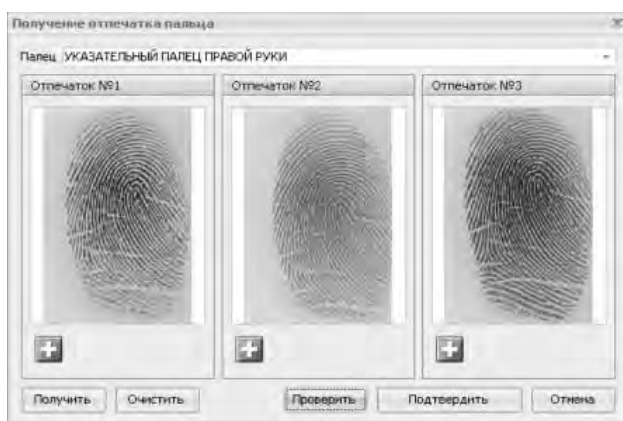 Получение отпечатка пальца
Палец УКАЗАТЕЛЬНЫЙ ПАЛЕЦ ПРАВОЙ РУКИ
Отпечаток №1 Отпечаток №2 Отпечаток №3
Получить Очистить Проверить Подтвердить Отмена